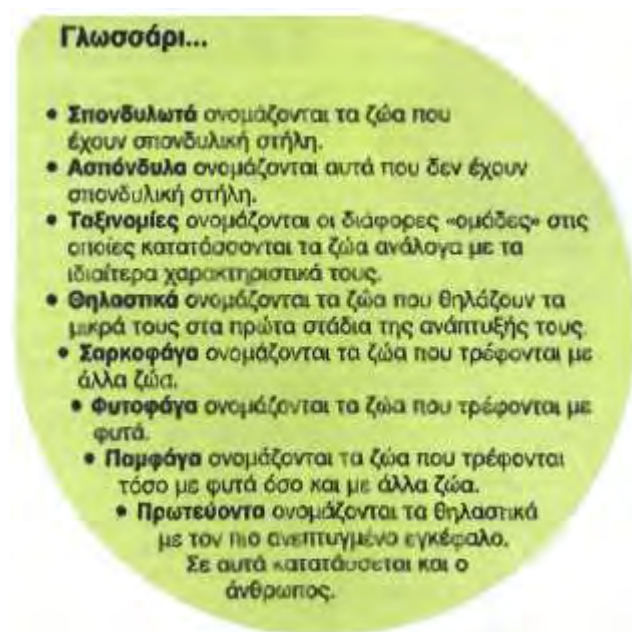 Γλωσσάρι...
• Σπονδυλωτά ονομάζονται τα ζώα που
έχουν σπονδυλική στήλη.
• Ασπόνδυλα ονομάζονται αυτά που δεν έχουν
σπονδυλική στήλη.
• Ταξινομίες ονομάζονται οι διάφορες «ομάδες» στις
οποίες κατατάσσονται τα ζώα ανάλογα με τα
ιδιαίτερα χαρακτηριστικά τους.
• Θηλαστικά ονομάζονται τα ζώα που θηλάζουν τα
μικρά τους στα πρώτα στάδια της ανάπτυξής τους.
• Σαρκοφάγα ονομάζονται τα ζώα που τρέφονται με
άλλα ζώα.
• Φυτοφάγα ονομάζονται τα ζώα που τρέφονται με
φυτά.
• Παμφάγα ονομάζονται τα ζώα που τρέφονται
τόσο με φυτά όσο και με άλλα ζώα.
• Πρωτεύοντα ονομάζονται τα θηλαστικά
με τον πιο ανεπτυγμένο εγκέφαλο.
Σε αυτά κατατάσσεται και ο
άνθρωπος.